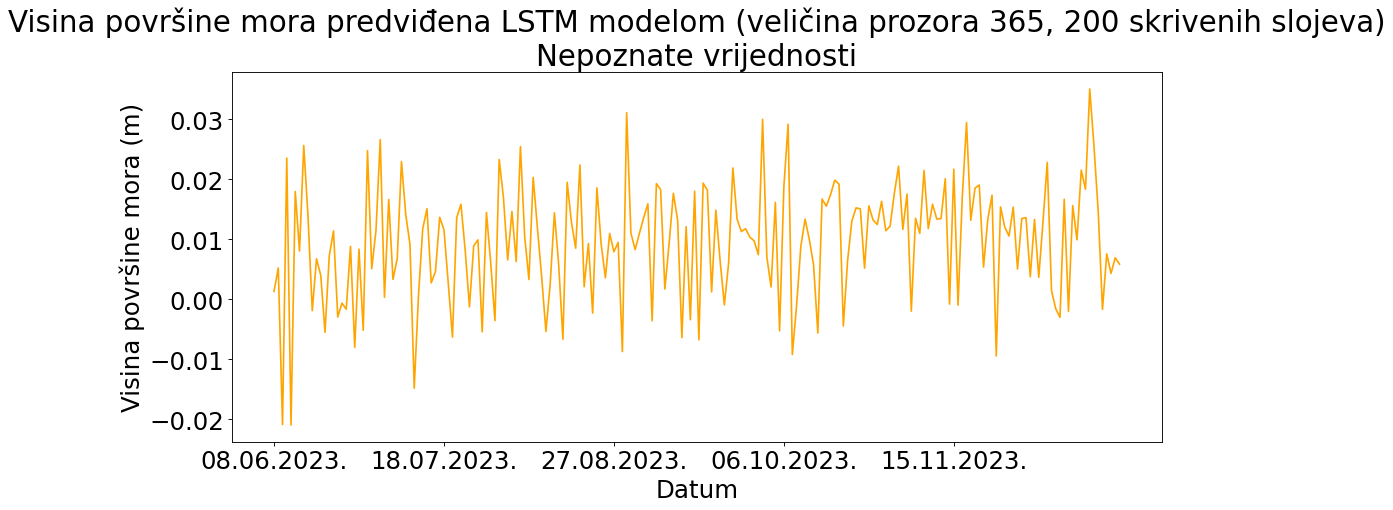 Visina površine mora predviđena LSTM modelom (veličina prozora 365, 200 skrivenih slojeva)
Nepoznate vrijednosti
Visina površine mora (m)
0.03
0.02
0.01
0.00
−0.01
−0.02
08.06.2023. 18.07.2023. 27.08.2023. 06.10.2023. 15.11.2023.
Datum